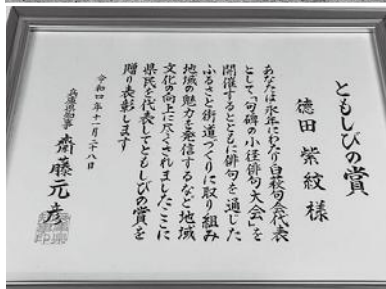 ともしびの賞
徳田紫紋様
あなたは永年にわたり白萩句会代表
として「句碑の小径俳句大会」を
開催するとともに俳句を通じた
ふるさと街道づくりに取り組み
地域の魅力を発信するなど地域
文化の向上に尽くされましたここに
県民を代表してともしびの賞を
贈り表彰します
令和四年十一月二十八日
兵庫県知事 齋藤元彦